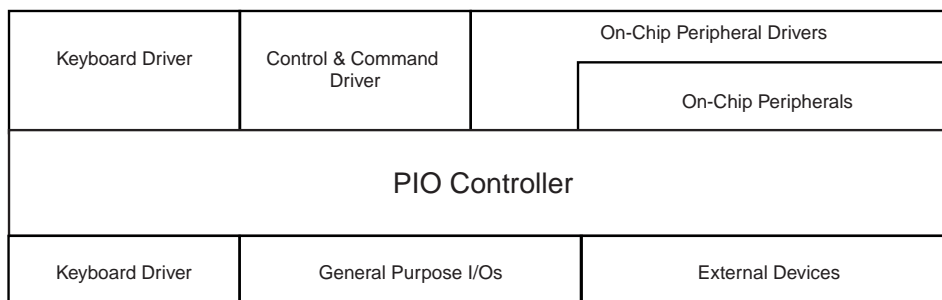 On-Chip Peripheral Drivers
Keyboard Driver
Control & Command
Driver
On-Chip Peripherals
PIO Controller
Keyboard Driver
General Purpose I/Os
External Devices